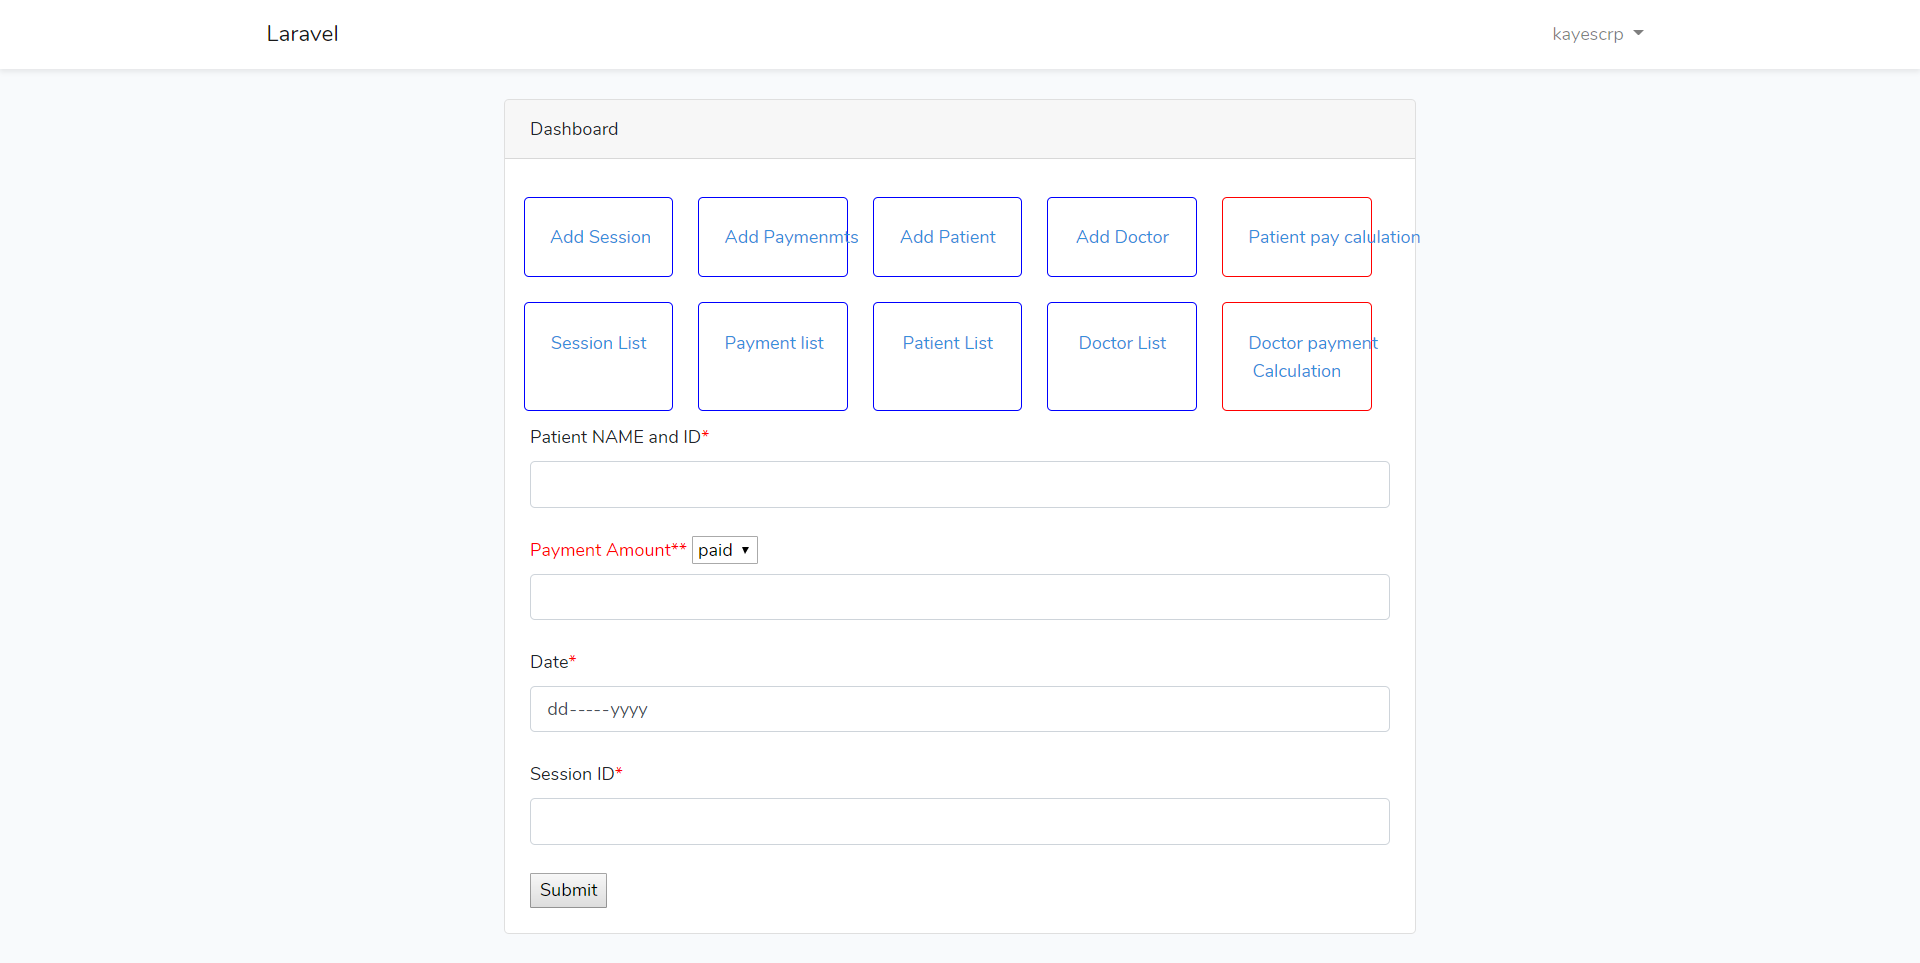 Laravel
kayescrp
Dashboard
Add Session
Add Paymenmts
Add Patient
Add Doctor
Patient pay calulation
Session List
Payment list
Patient List
Doctor List
Doctor payment
Calculation
Patient NAME and ID*
Payment Amount** paid
Date*
dd-----yyyy
Session ID*
Submit